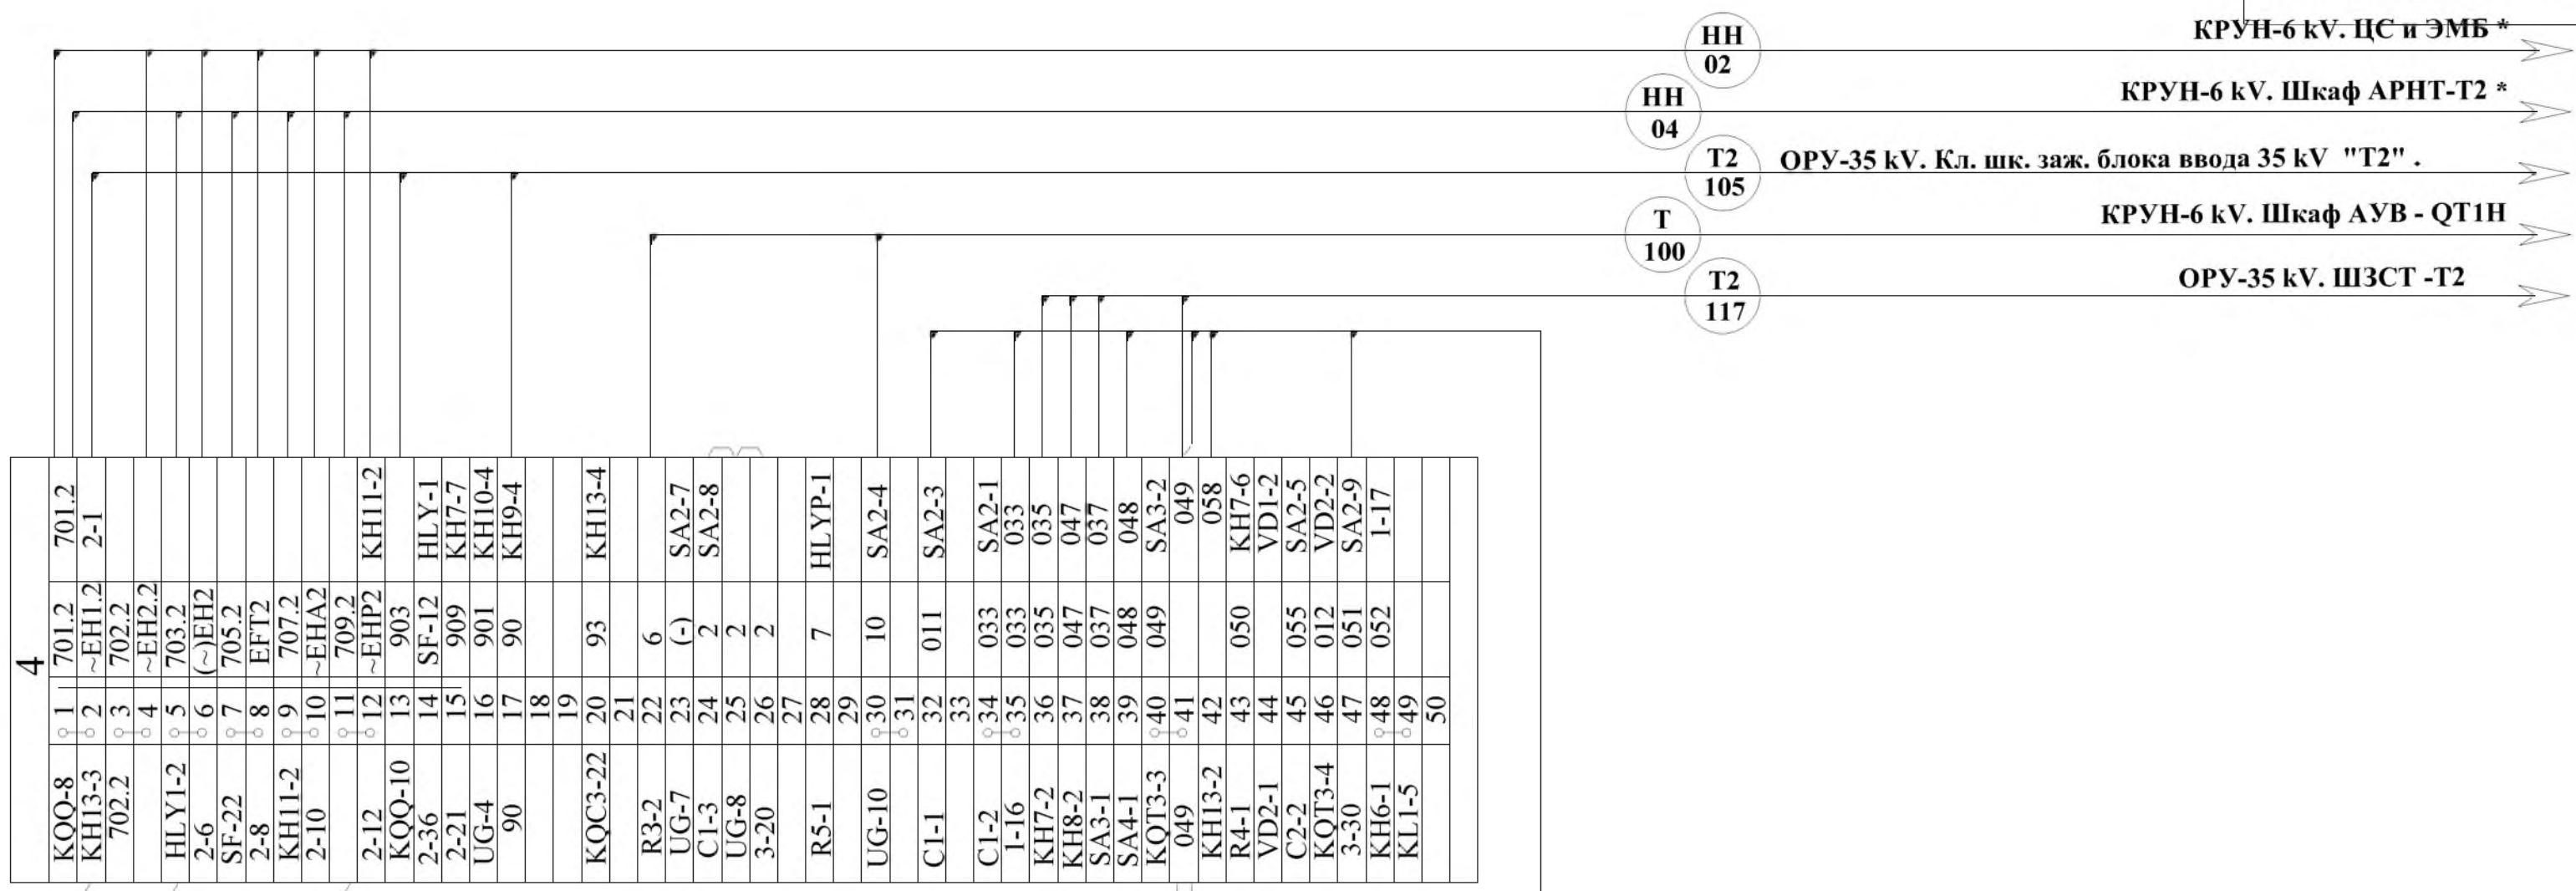 НН
02
КРУН-6 kV. ЦС и ЭМБ *
НН
04
КРУН-6 kV. Шкаф АРНТ-Т2 *
Т2
105
ОРУ-35 kV. Кл. шк. заж. блока ввода 35 kV "Т2" .
Т
100
КРУН-6 kV. Шкаф АУВ - QT1H
Т2
117
ОРУ-35 kV. ШЗСТ -Т2
4
KQQ-8 1 701.2 701.2
KH13-3 2 ~EH1.2 2-1
702.2 3 702.2
4 ~EH2.2
HLY1-2 5 703.2
2-6 6 (~)EH2
SF-22 7 705.2
2-8 8 EFT2
KH11-2 9 707.2
2-10 10 ~EHA2
11 709.2
2-12 12 ~EHP2 KH11-2
KQQ-10 13 903
2-36 14 SF-12 HLY-1
2-21 15 909 KH7-7
UG-4 16 901 KH10-4
90 17 90 KH9-4
18
19
KQC3-22 20 93 KH13-4
21
R3-2 22 6
UG-7 23 (-) SA2-7
C1-3 24 2 SA2-8
UG-8 25 2
3-20 26 2
27
R5-1 28 7 HLYP-1
29
UG-10 30 10 SA2-4
31
C1-1 32 011 SA2-3
33
C1-2 34 033 SA2-1
1-16 35 033 033
KH7-2 36 035 035
KH8-2 37 047 047
SA3-1 38 037 037
SA4-1 39 048 048
KQT3-3 40 049 SA3-2
049 41 049
KH13-2 42 058
R4-1 43 050 KH7-6
VD2-1 44 VD1-2
C2-2 45 055 SA2-5
KQT3-4 46 012 VD2-2
3-30 47 051 SA2-9
KH6-1 48 052 1-17
KL1-5 49
50